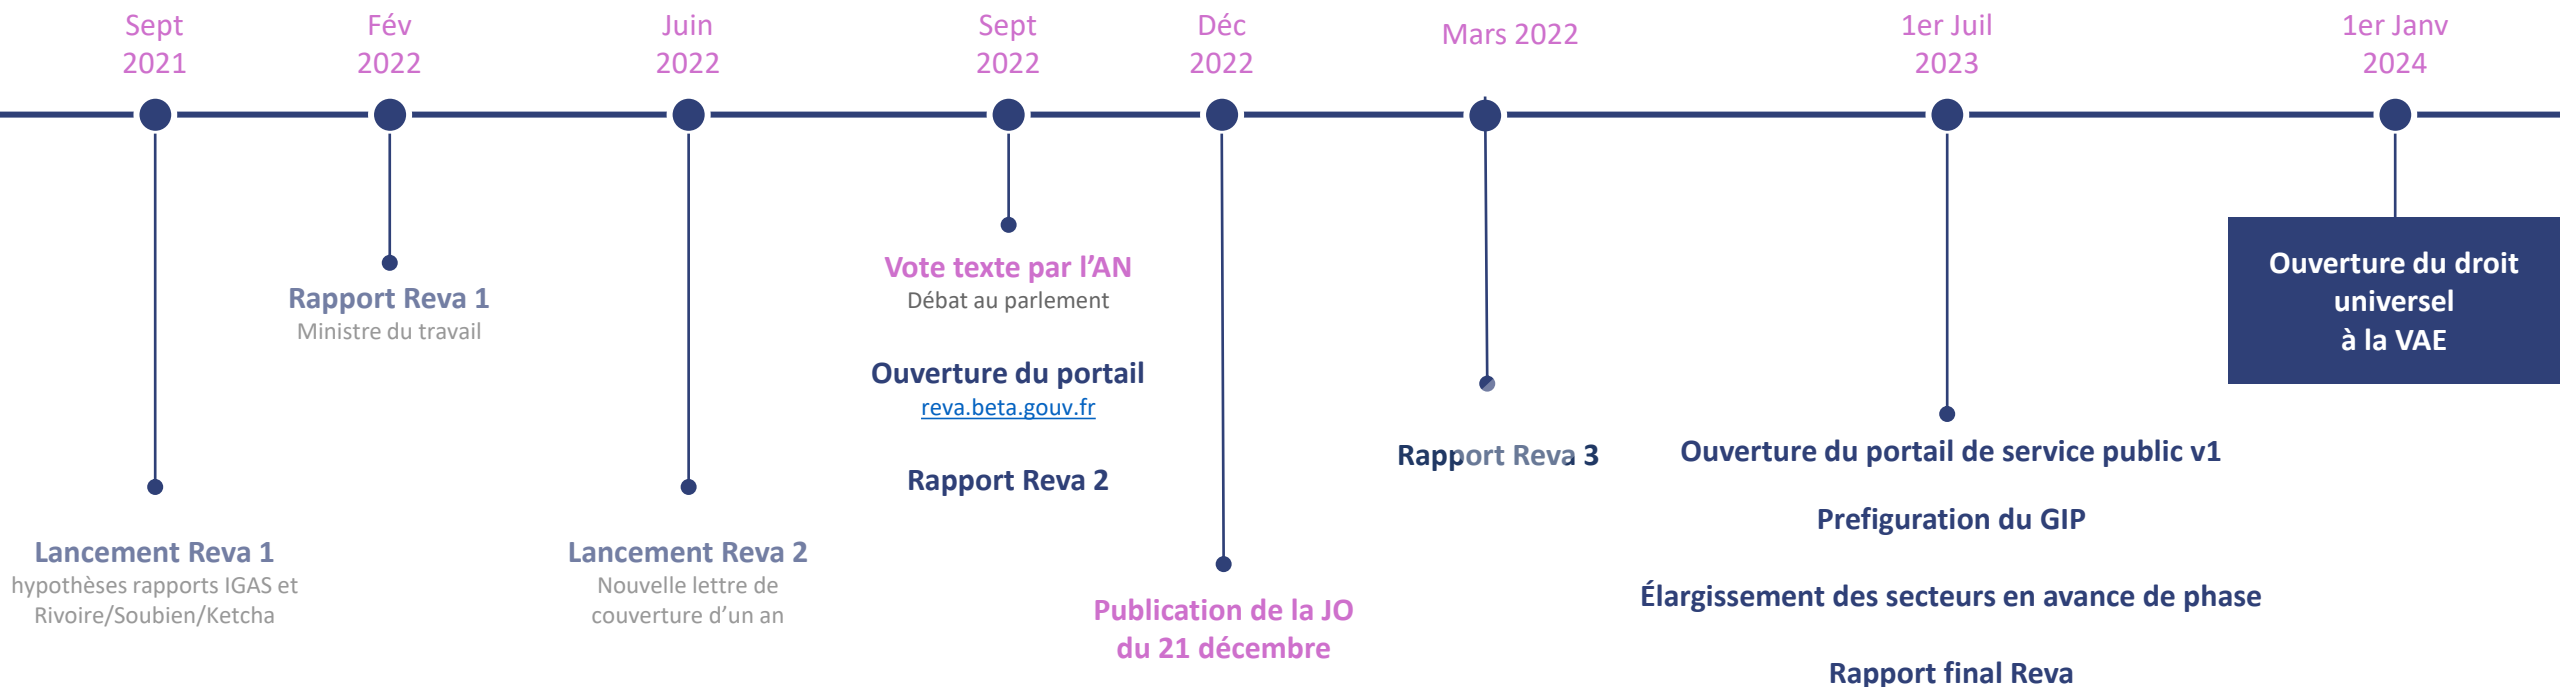 Sept
2021
Fév
2022
Juin
2022
Sept
2022
Déc
2022
Mars 2022
1er Juil
2023
1er Janv
2024
Lancement Reva 1
hypothèses rapports IGAS et
Rivoire/Soubien/Ketcha
Rapport Reva 1
Ministre du travail
Lancement Reva 2
Nouvelle lettre de
couverture d’un an
Vote texte par l’AN
Débat au parlement
Ouverture du portail
reva.beta.gouv.fr
Rapport Reva 2
Publication de la JO
du 21 décembre
Rapport Reva 3
Ouverture du portail de service public v1
Prefiguration du GIP
Élargissement des secteurs en avance de phase
Rapport final Reva
Ouverture du droit
universel
à la VAE